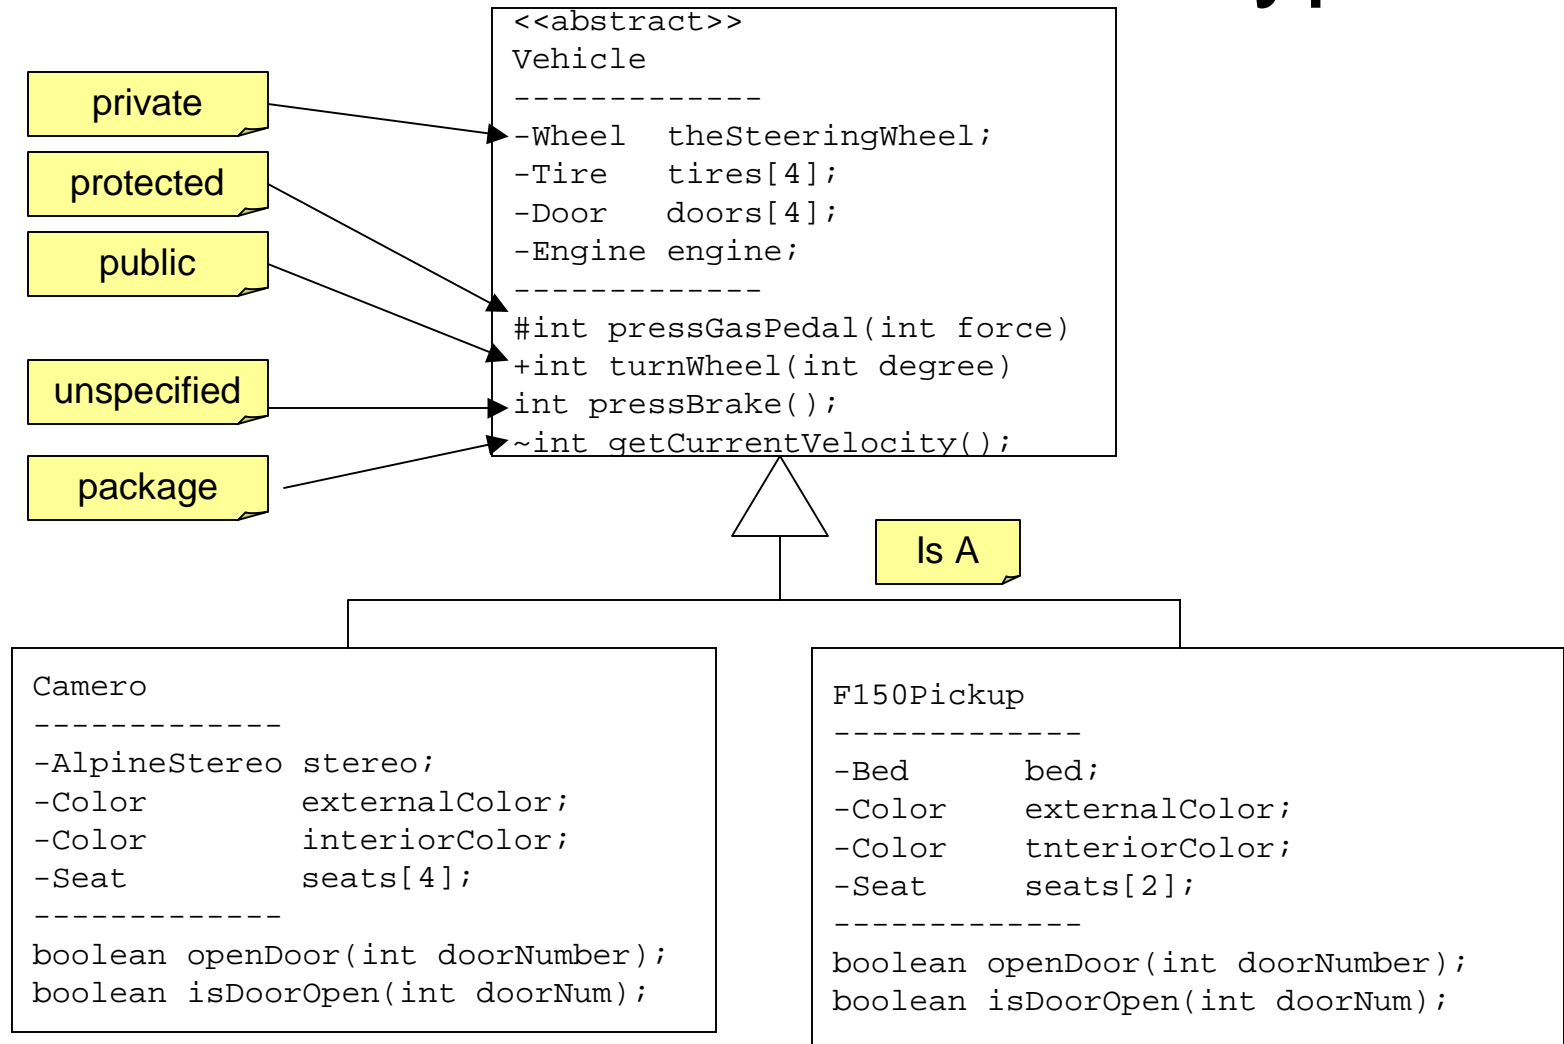 <<abstract>>
Vehicle
-------------
-Wheel theSteeringWheel;
-Tire tires[4];
-Door doors[4];
-Engine engine;
-------------
#int pressGasPedal(int force)
+int turnWheel(int degree)
int pressBrake();
~int getCurrentVelocity();
private
protected
public
unspecified
package
Is A
Camero
-------------
-AlpineStereo stereo;
-Color externalColor;
-Color interiorColor;
-Seat seats[4];
-------------
boolean openDoor(int doorNumber);
boolean isDoorOpen(int doorNum);
F150Pickup
-------------
-Bed bed;
-Color externalColor;
-Color tnteriorColor;
-Seat seats[2];
-------------
boolean openDoor(int doorNumber);
boolean isDoorOpen(int doorNum);